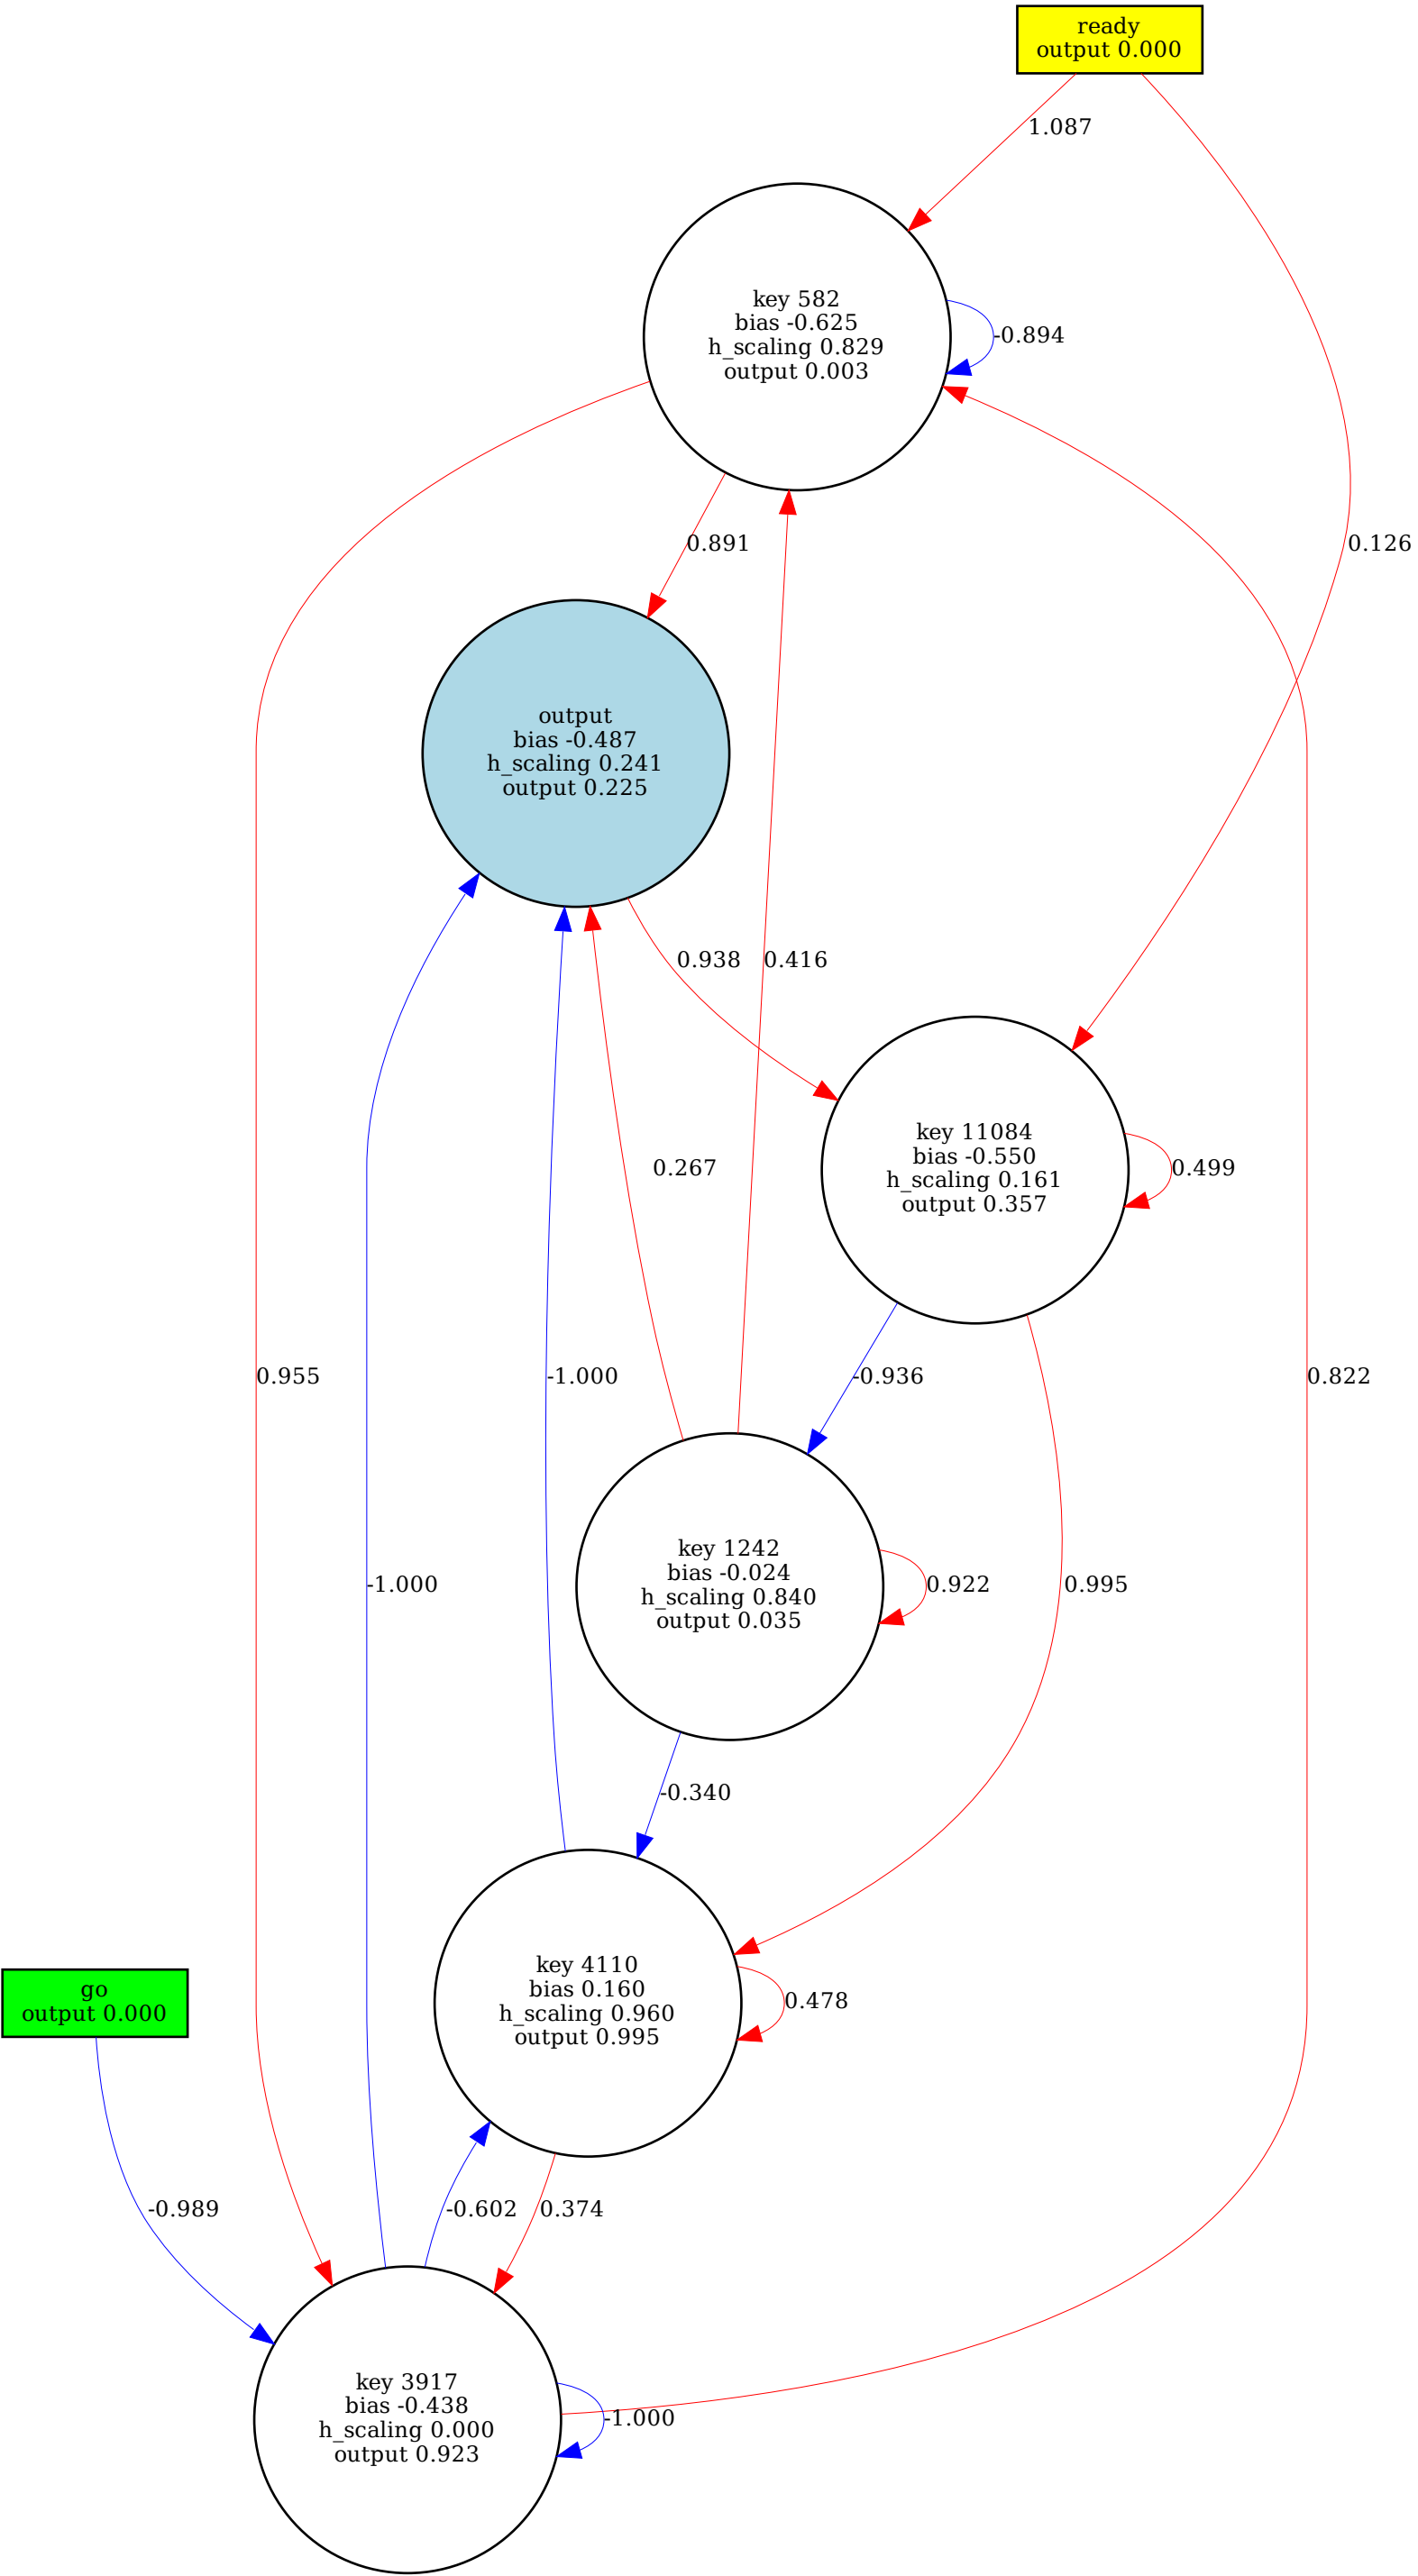 ready
output 0.000
1.087
key 582
bias -0.625
h_scaling 0.829
output 0.003
-0.894
0.891
0.126
output
bias -0.487
h_scaling 0.241
output 0.225
0.938
0.416
key 11084
bias -0.550
h_scaling 0.161
output 0.357
0.499
0.267
0.955
-1.000
-0.936
0.822
key 1242
bias -0.024
h_scaling 0.840
output 0.035
0.922
-1.000
0.995
-0.340
key 4110
bias 0.160
h_scaling 0.960
output 0.995
0.478
go
output 0.000
-0.989
-0.602
0.374
key 3917
bias -0.438
h_scaling 0.000
output 0.923
-1.000